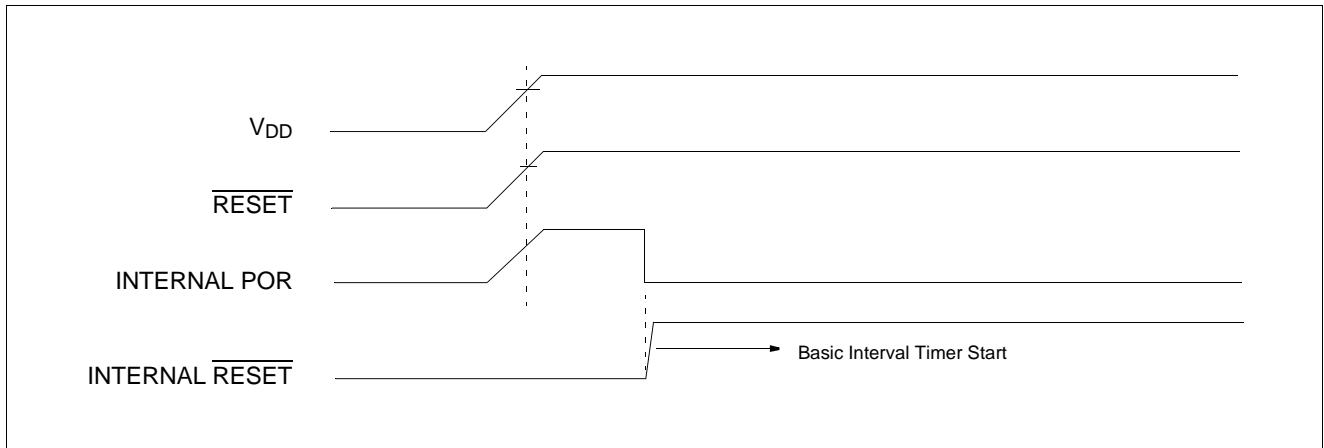 VDD
RESET
INTERNAL POR
Basic Interval Timer Start
INTERNAL RESET